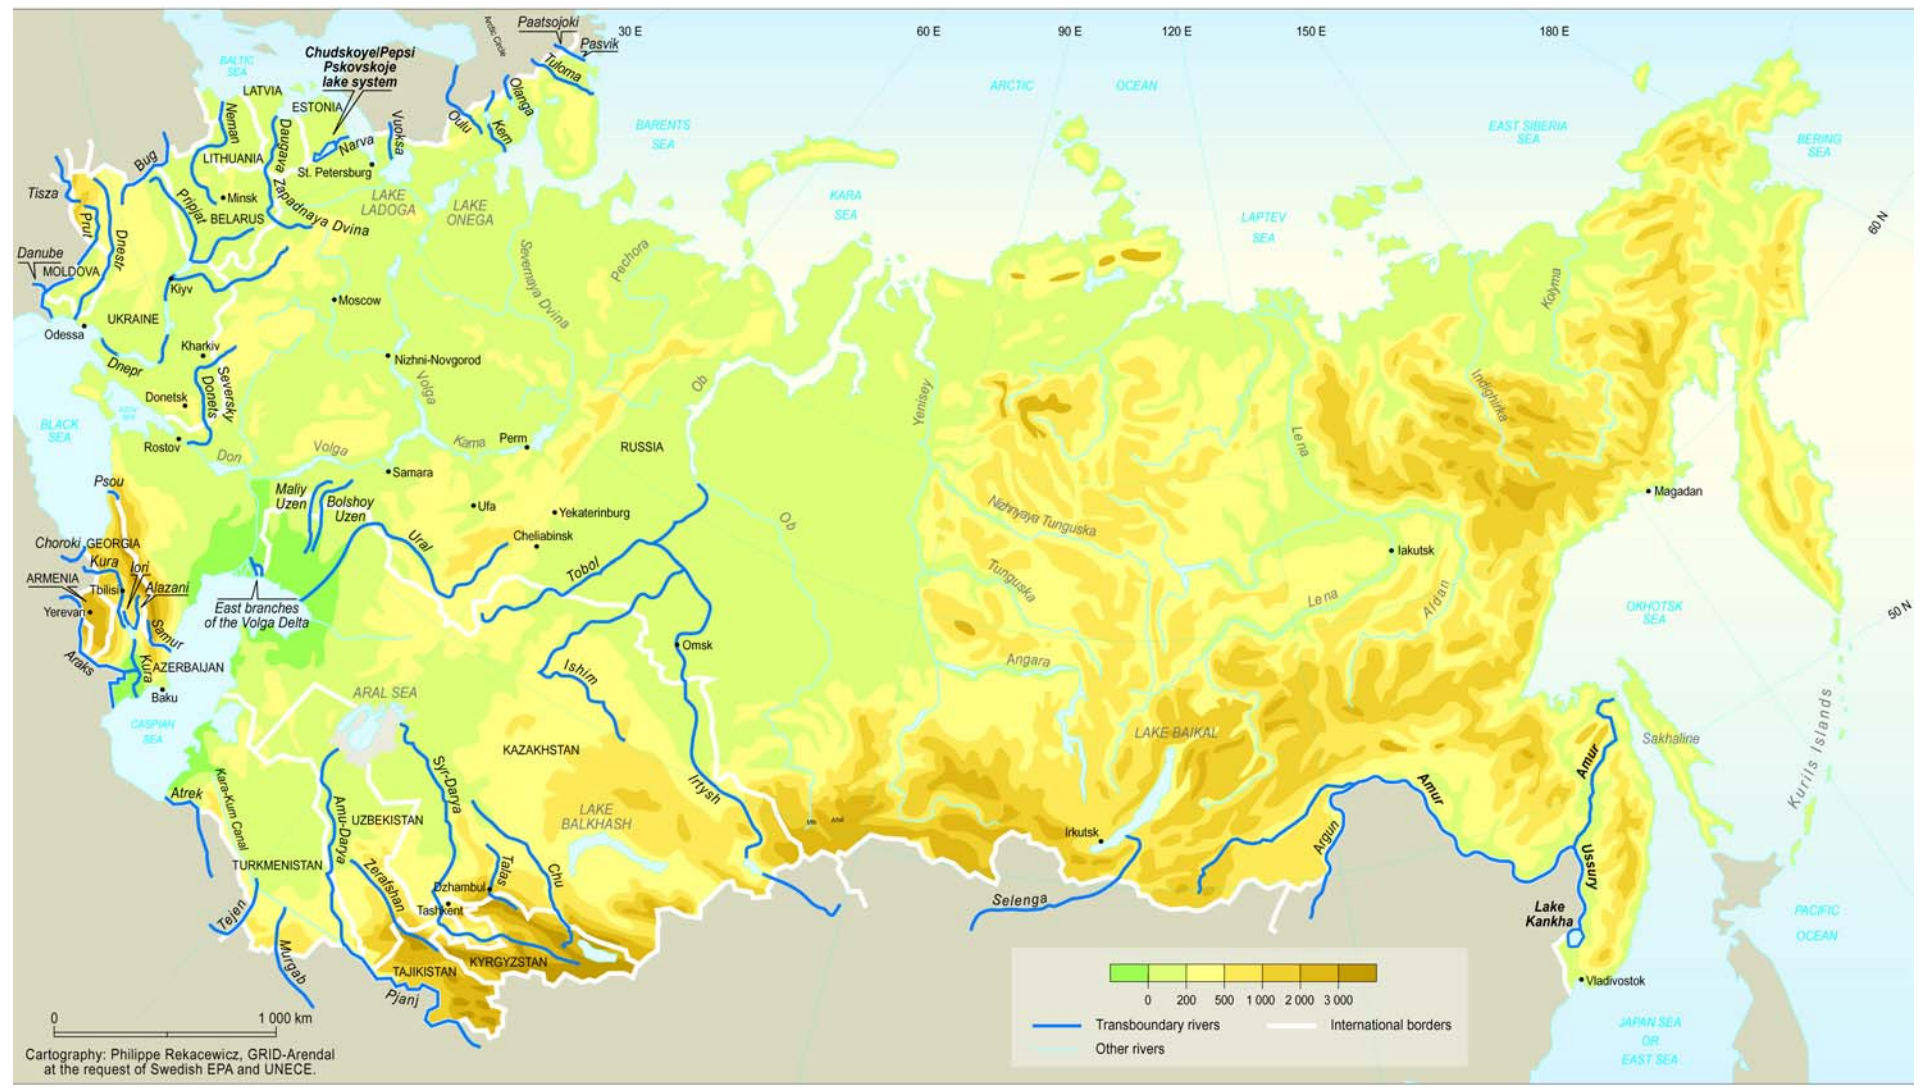 Paatsojoki
Pasvik
Arctic Circle
30 E
60 E
90 E
120 E
150 E
180 E
60 N
50 N
Chudskoye/Pepsi
Pskovskoje
lake system
BALTIC
SEA
LATVIA
ESTONIA
Neman
Daugava
Narva
Vuoksa
Oulu
Kem
Olanga
Tuloma
BARENTS
SEA
ARCTIC
OCEAN
EAST SIBERIA
SEA
BERING
SEA
KARA
SEA
LAPTEV
SEA
Bug
LITHUANIA
St. Petersburg
Tisza
Prut
Dnestr
Pripjat
Minsk
BELARUS
Zapadnaya Dvina
LAKE
LADOGA
LAKE
ONEGA
Severnaya Dvina
Pechora
Danube
MOLDOVA
Kiyv
Moscow
UKRAINE
Odessa
Kharkiv
Nizhni-Novgorod
Dnepr
Seversky
Donets
Donetsk
Volga
Ob
Yenisey
Kolyma
Indighirka
Lena
BLACK
SEA
AZOV
SEA
Rostov
Don
Volga
Kama
Perm
RUSSIA
Samara
Psou
Maliy
Uzen
Bolshoy
Uzen
Ufa
Yekaterinburg
Cheliabinsk
Ob
Nizhnyaya Tunguska
Magadan
Iakutsk
Choroki
GEORGIA
Kura
Iori
Alazani
ARMENIA
Tbilisi
Yerevan
Ural
Tobol
Tunguska
Lena
Aldan
OKHOTSK
SEA
East branches
of the Volga Delta
Samur
Araks
Kura
AZERBAIJAN
Baku
Omsk
Ishim
Angara
CASPIAN
SEA
ARAL SEA
KAZAKHSTAN
LAKE BAIKAL
Sakhaline
Kurils Islands
Atrek
Kara-Kum Canal
Amu-Darya
Syr-Darya
UZBEKISTAN
LAKE
BALKHASH
Irtysh
Irkutsk
Amur
Amur
Argun
Ussury
TURKMENISTAN
Zerafshan
Dzhambul
Talas
Chu
Tashkent
Selenga
Lake
Kankha
Tejen
Murgab
TAJIKISTAN
KYRGYZSTAN
Pjanj
Vladivostok
PACIFIC
OCEAN
JAPAN SEA
OR
EAST SEA
0 200 500 1 000 2 000 3 000
Transboundary rivers
International borders
Other rivers
0 1 000 km
Cartography: Philippe Rekacewicz, GRID-Arendal
at the request of Swedish EPA and UNECE.